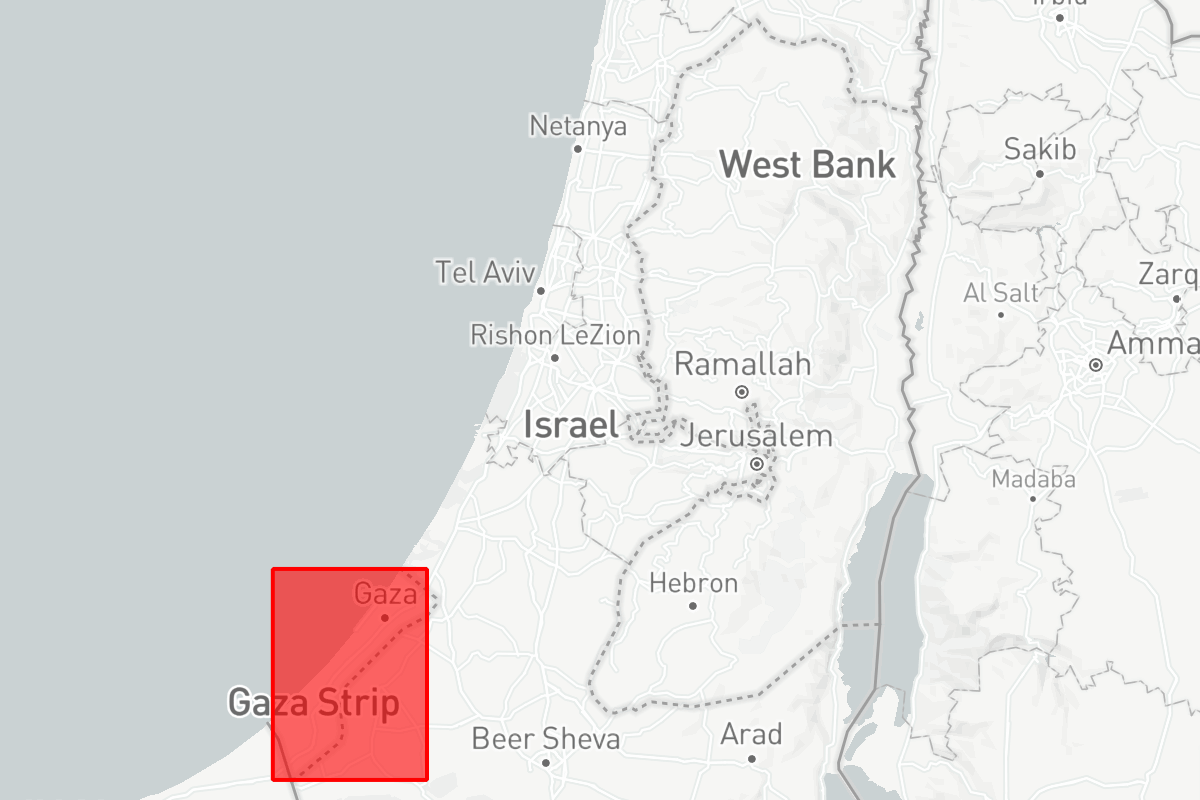 Netanya
West Bank
Sakib
Tel Aviv
Zarq
Al Salt
Rishon LeZion
Amma
Ramallah
Israel
Jerusalem
Madaba
Hebron
Gaza
Gaza Strip
Beer Sheva
Arad